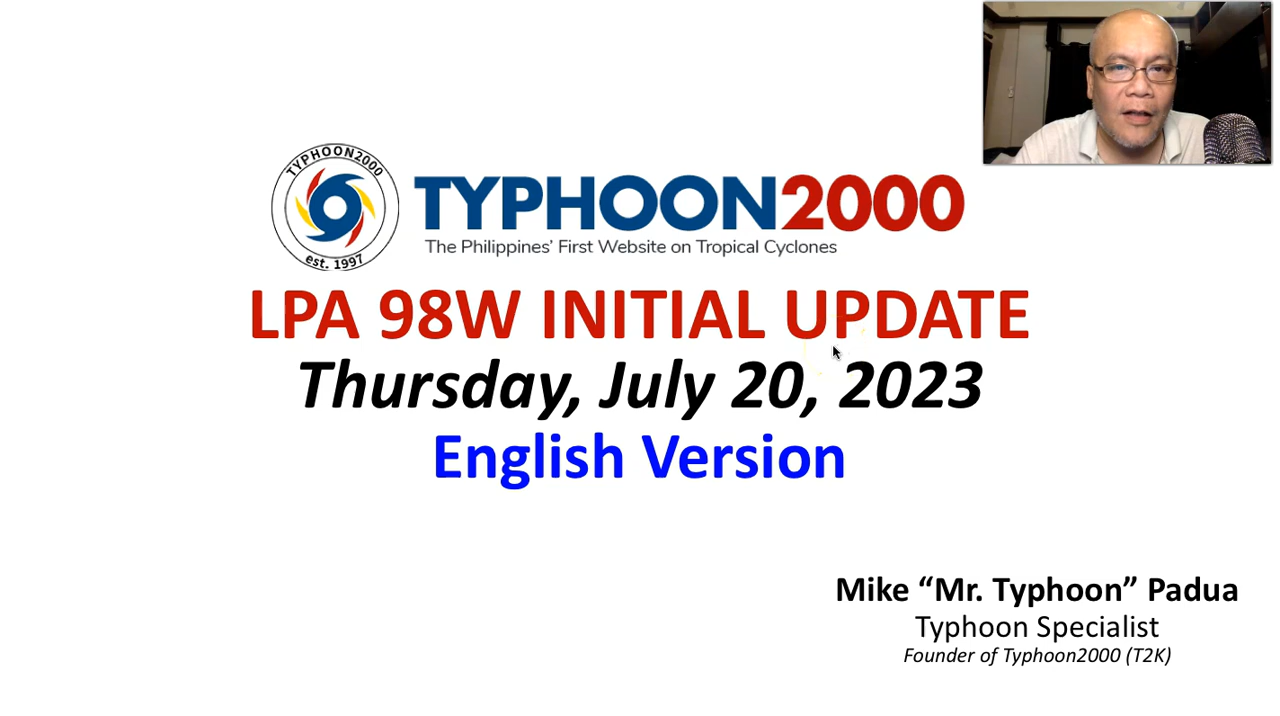 TYPHOON2000
est. 1997
TYPHOON2000
The Philippines' First Website on Tropical Cyclones
LPA 98W INITIAL UPDATE
Thursday, July 20, 2023
English Version
Mike “Mr. Typhoon” Padua
Typhoon Specialist
Founder of Typhoon2000 (T2K)